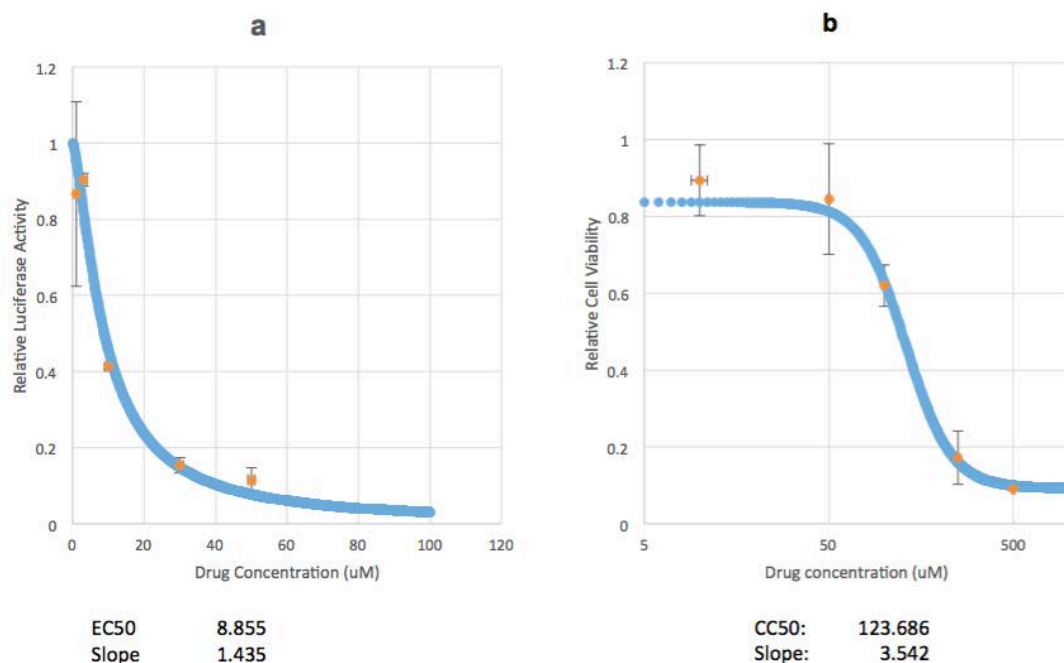 a
1.2
1
0.8
0.6
0.4
0.2
0
0 20 40 60 80 100 120
Relative Luciferase Activity
Drug Concentration (uM)
EC50 8.855
Slope 1.435
b
1.2
1
0.8
0.6
0.4
0.2
0
5 50 500
Relative Cell Viability
Drug concentration (uM)
CC50: 123.686
Slope: 3.542